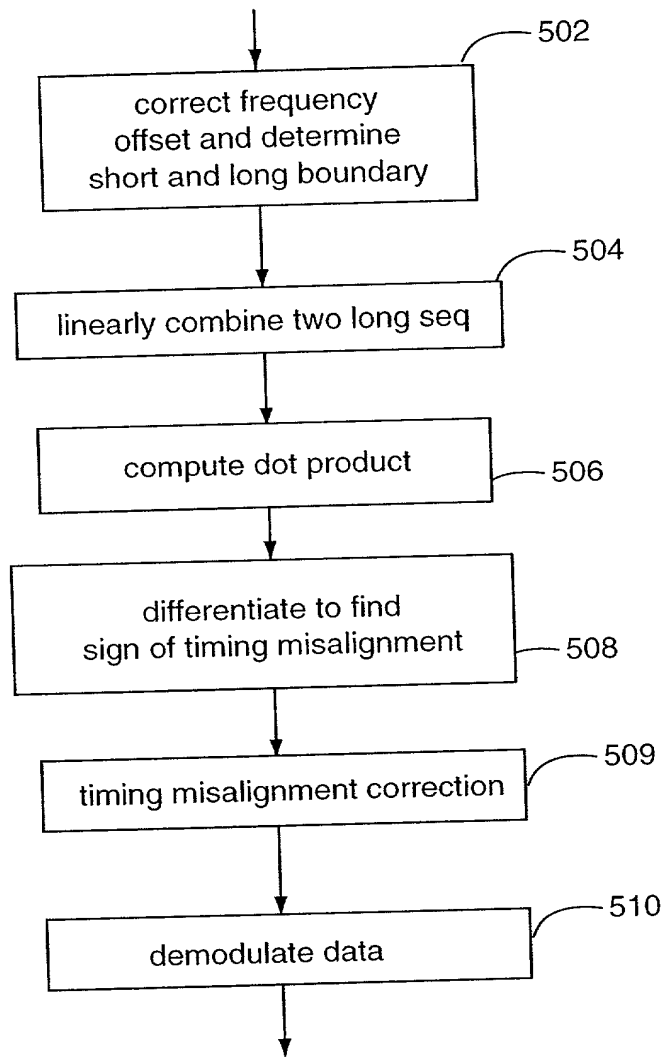 502
correct frequency
offset and determine
short and long boundary
504
linearly combine two long seq
compute dot product
506
differentiate to find
sign of timing misalignment
508
509
timing misalignment correction
510
demodulate data